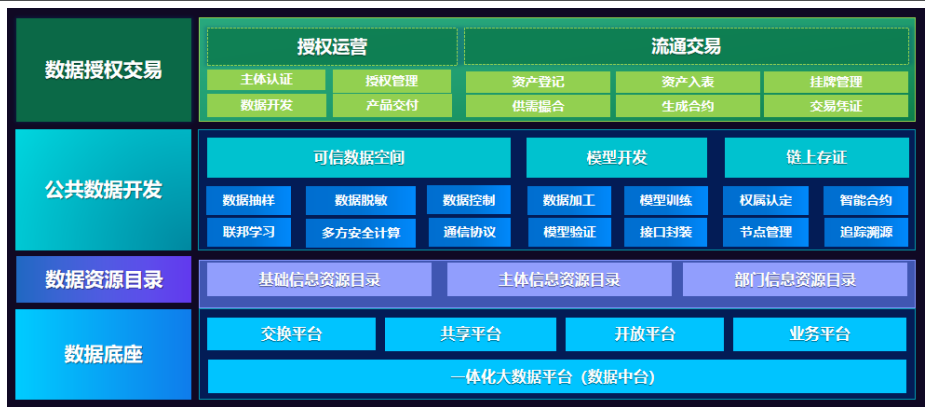 数据授权交易
授权运营
流通交易
主体认证
授权管理
资产登记
资产入表
挂牌管理
数据开发
产品交付
供需撮合
生成合约
交易凭证
公共数据开发
可信数据空间
模型开发
链上存证
数据抽样
数据脱敏
数据控制
数据加工
模型训练
权属认定
智能合约
联邦学习
多方安全计算
通信协议
模型验证
接口封装
节点管理
追踪溯源
数据资源目录
基础信息资源目录
主体信息资源目录
部门信息资源目录
数据底座
交换平台
共享平台
开放平台
业务平台
一体化大数据平台（数据中台）